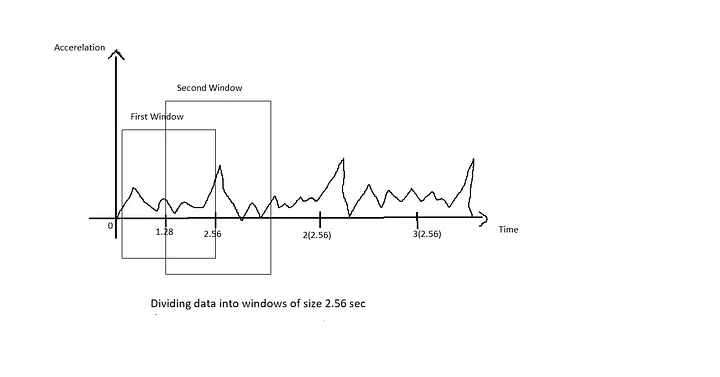 Accerelation
Second Window
First Window
0
1.28
2.56
2(2.56)
3(2.56)
Time
Dividing data into windows of size 2.56 sec